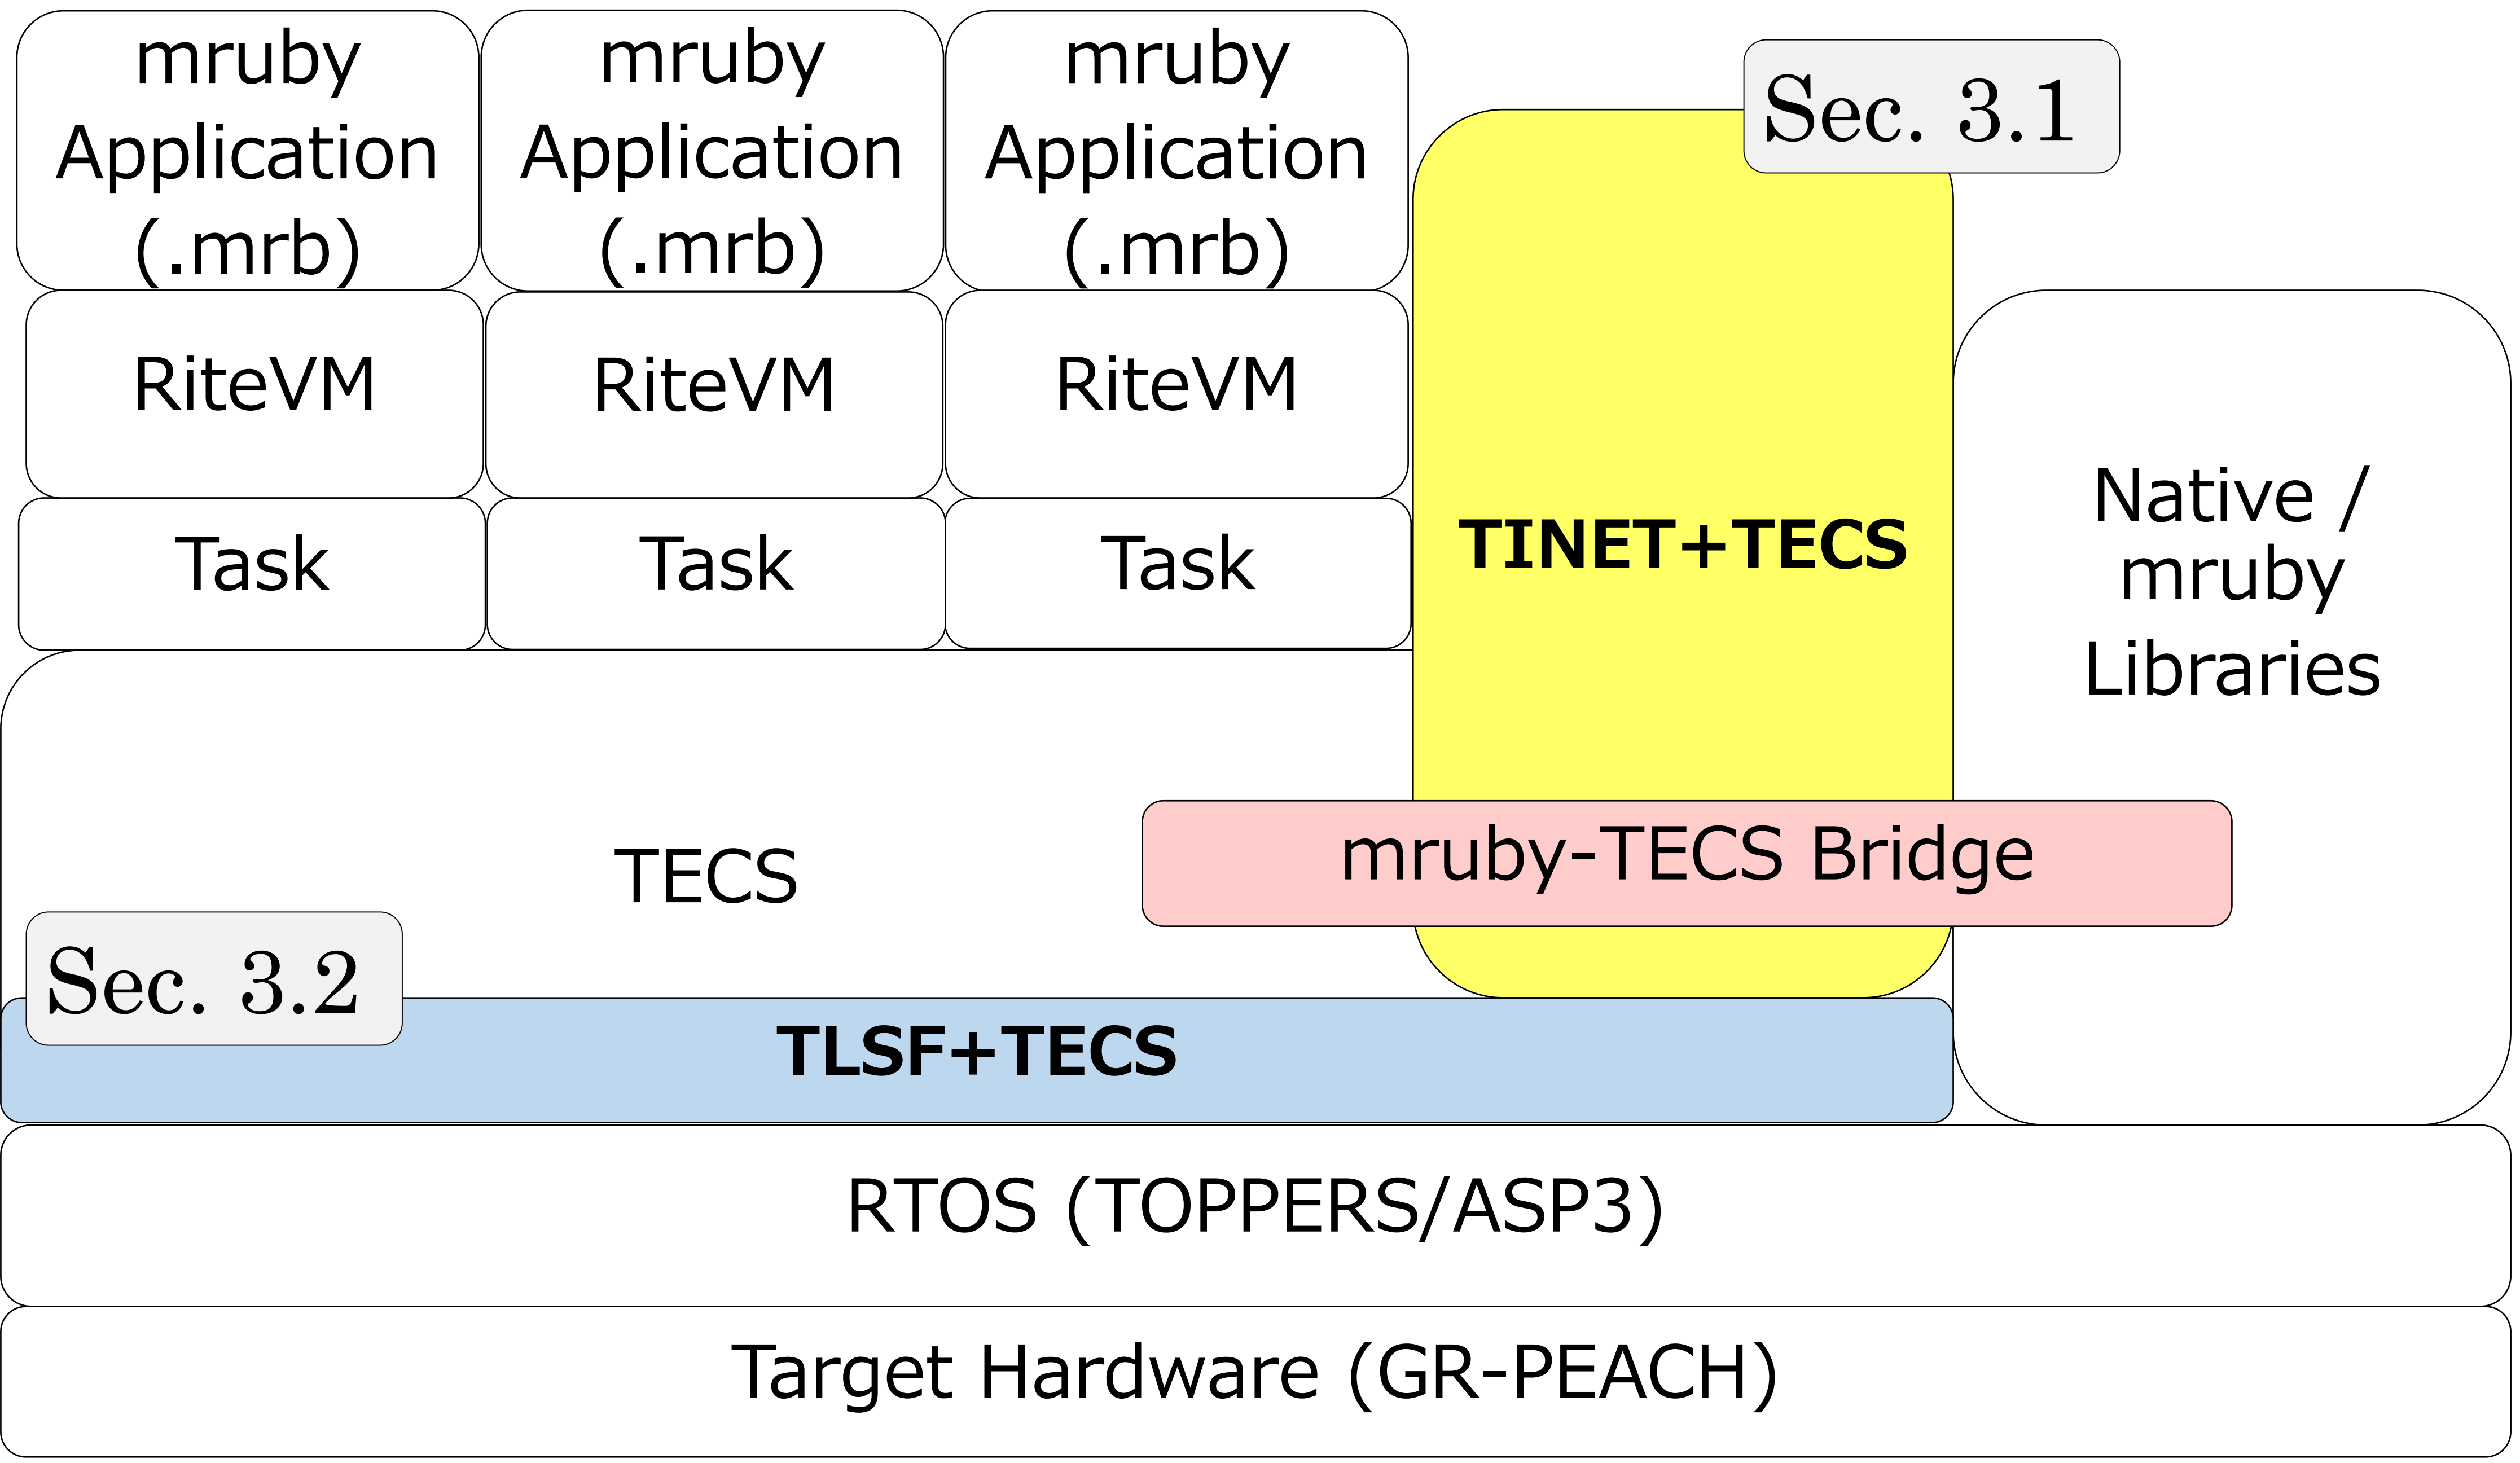 mruby
Application
(.mrb)
mruby
Application
(.mrb)
mruby
Application
(.mrb)
Sec. 3.1
RiteVM
RiteVM
RiteVM
Task
Task
Task
TINET+TECS
Native /
mruby
Libraries
TECS
mruby-TECS Bridge
Sec. 3.2
TLSF+TECS
RTOS (TOPPERS/ASP3)
Target Hardware (GR-PEACH)